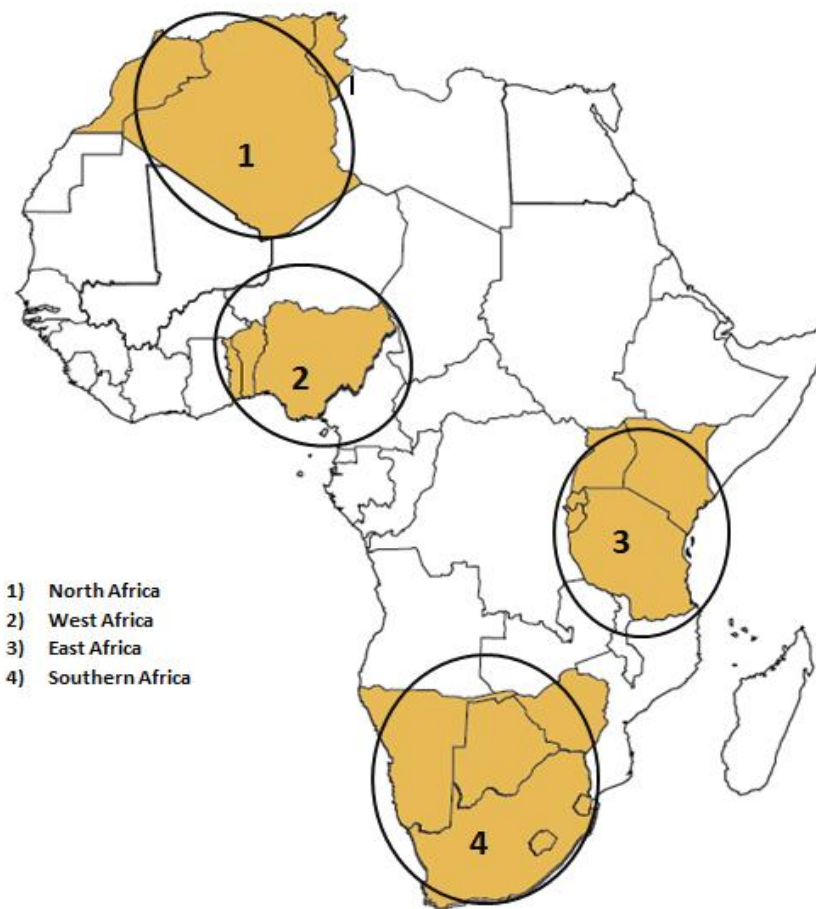 1
2
3
4
1) North Africa
2) West Africa
3) East Africa
4) Southern Africa